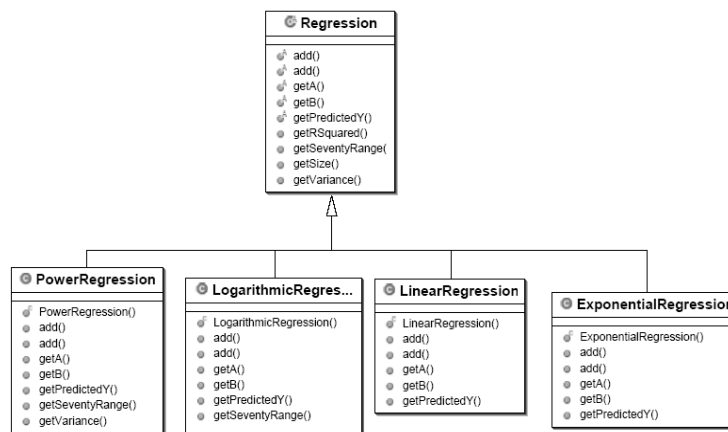 Regression
add()
add()
getA()
getB()
getPredictedY()
getRSquared()
getSeventyRange(
getSize()
getVariance()
PowerRegression
PowerRegression()
add()
add()
getA()
getB()
getPredictedY()
getSeventyRange()
getVariance()
LogarithmicRegres...
LogarithmicRegression()
add()
add()
getA()
getB()
getPredictedY()
getSeventyRange()
LinearRegression
LinearRegression()
add()
add()
getA()
getB()
getPredictedY()
ExponentialRegression
ExponentialRegression()
add()
add()
getA()
getB()
getPredictedY()